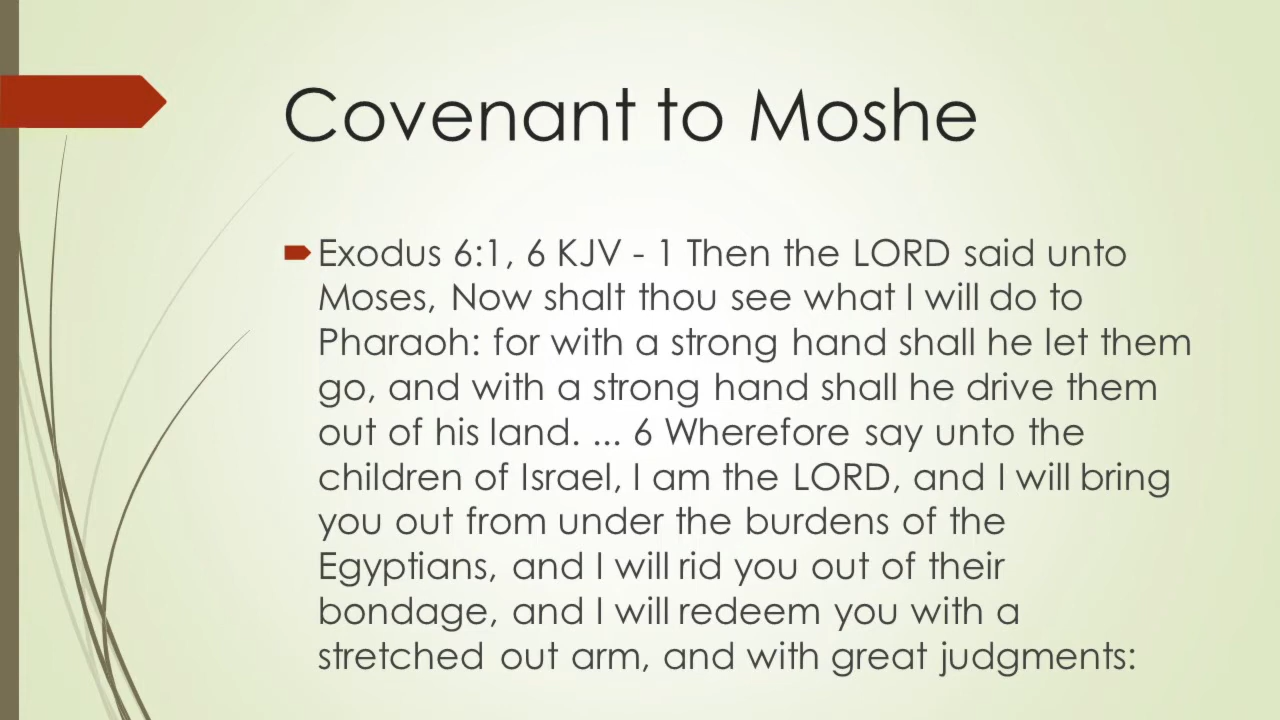 Covenant to Moshe
Exodus 6:1, 6 KJV - 1 Then the LORD said unto
Moses, Now shalt thou see what I will do to
Pharaoh: for with a strong hand shall he let them
go, and with a strong hand shall he drive them
out of his land. ... 6 Wherefore say unto the
children of Israel, I am the LORD, and I will bring
you out from under the burdens of the
Egyptians, and I will rid you out of their
bondage, and I will redeem you with a
stretched out arm, and with great judgments: